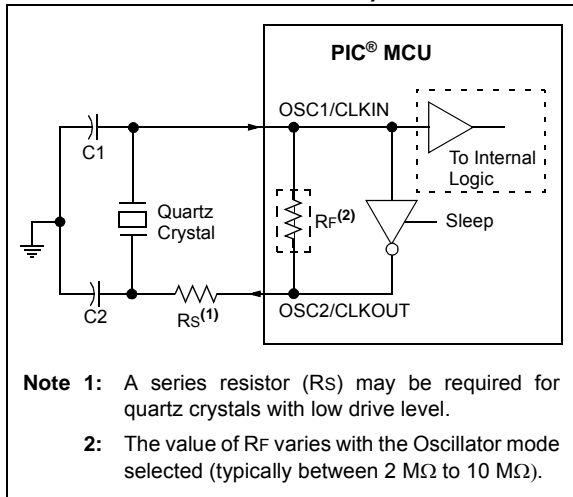 PIC® MCU
OSC1/CLKIN
C1
To Internal
Logic
Quartz
Crystal
RF(2)
Sleep
C2
RS(1)
OSC2/CLKOUT
Note 1: A series resistor (RS) may be required for
quartz crystals with low drive level.
2: The value of RF varies with the Oscillator mode
selected (typically between 2 MΩ to 10 MΩ).